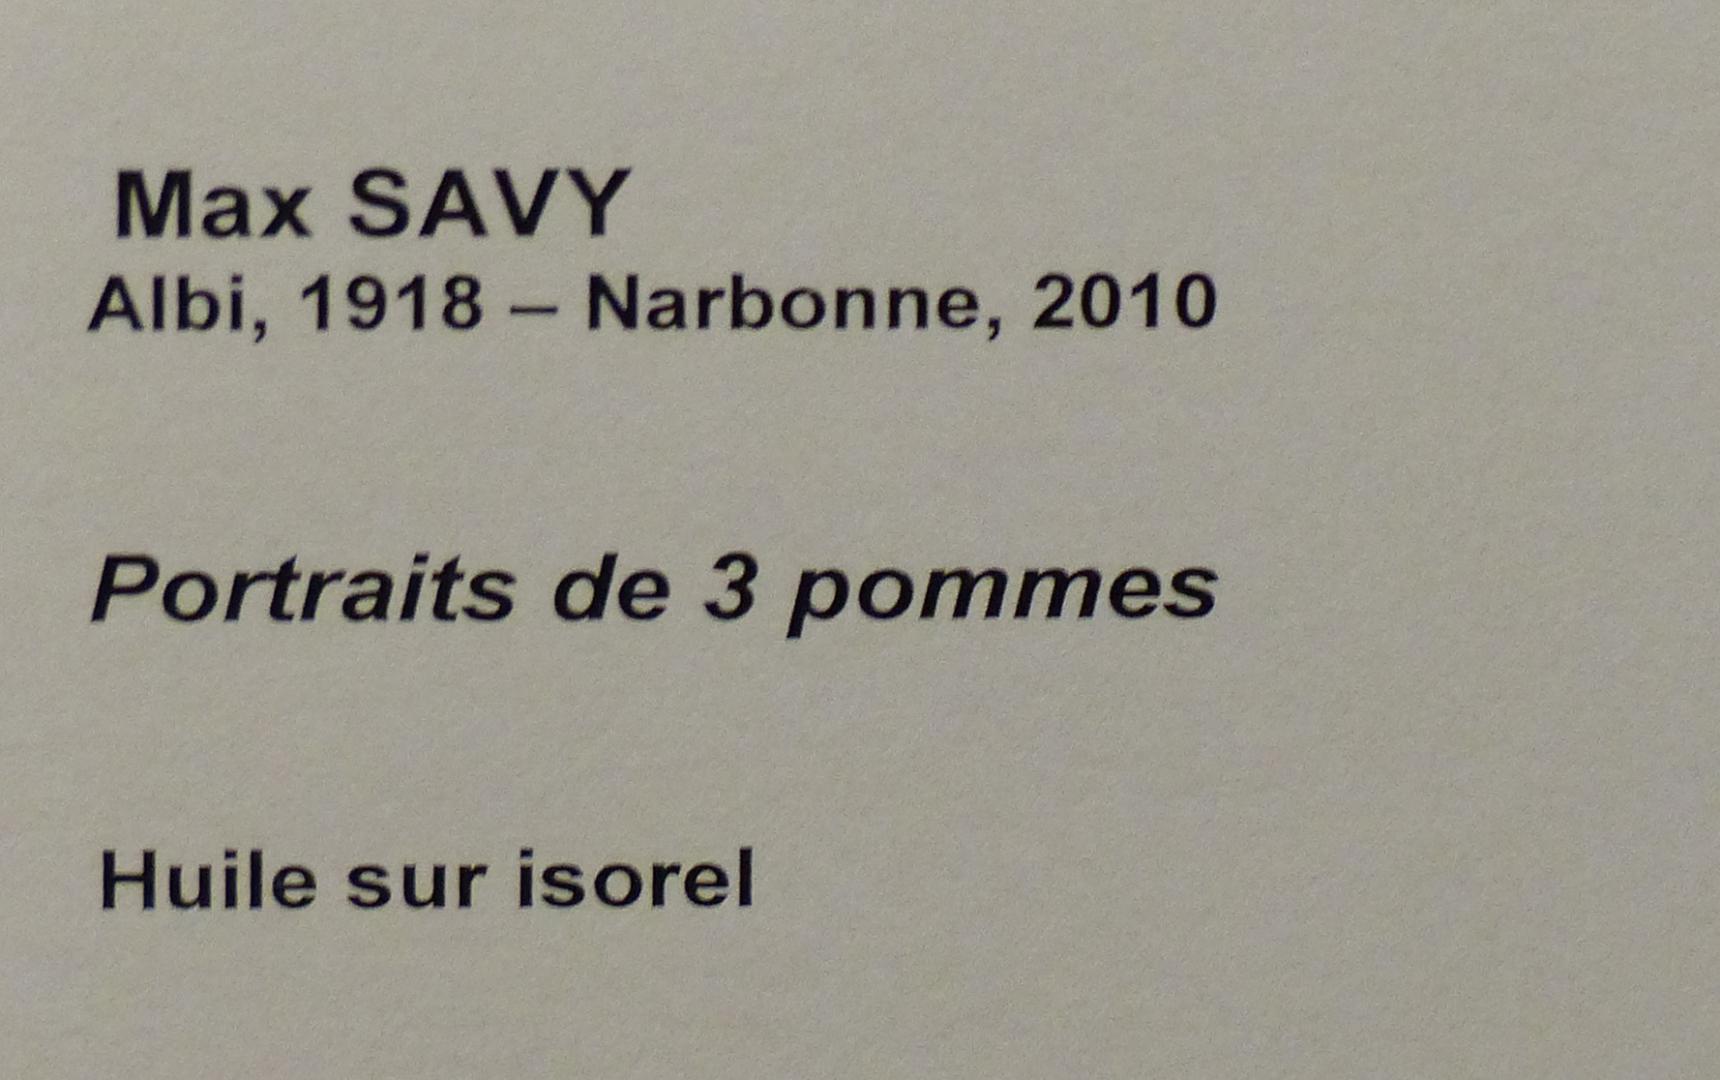 Max SAVY
Albi, 1918 – Narbonne, 2010
Portraits de 3 pommes
Huile sur isorel